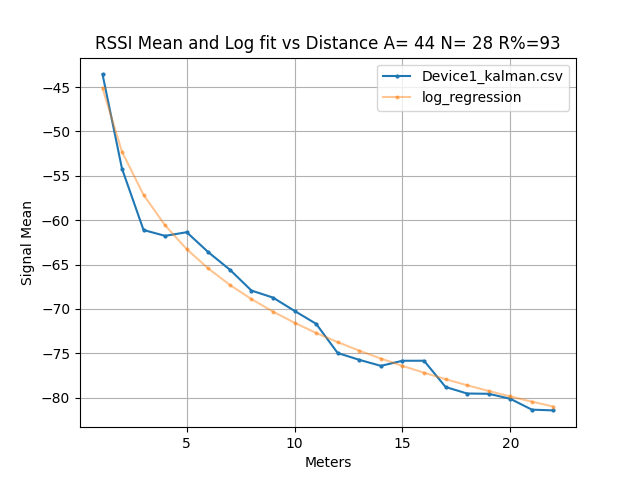 RSSI Mean and Log fit vs Distance A= 44 N= 28 R%=93
Device1_kalman.csv
log_regression
−45
−50
−55
−60
−65
−70
−75
−80
Signal Mean
5 10 15 20
Meters